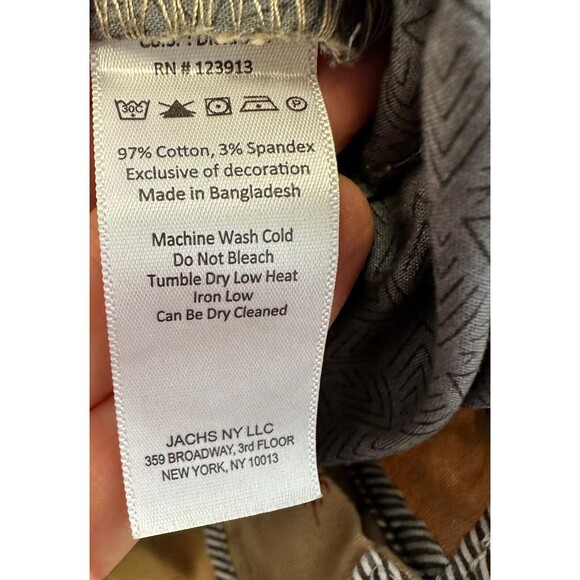 RN # 123913
30C P
97% Cotton, 3% Spandex
Exclusive of decoration
Made in Bangladesh
Machine Wash Cold
Do Not Bleach
Tumble Dry Low Heat
Iron Low
Can Be Dry Cleaned
JACHS NY LLC
359 BROADWAY, 3rd FLOOR
NEW YORK, NY 10013